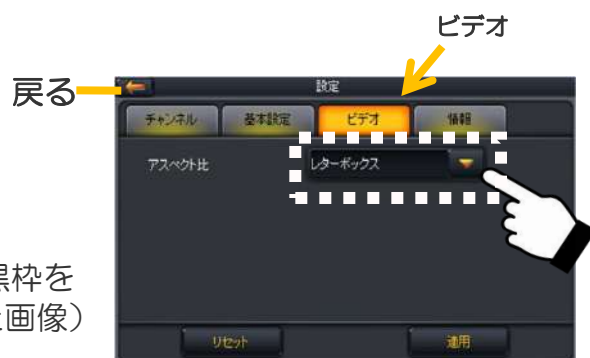 ビデオ
戻る
設定
チャンネル
基本設定
ビデオ
情報
アスペクト比
レターボックス
黒枠を
画像）
リセット
適用